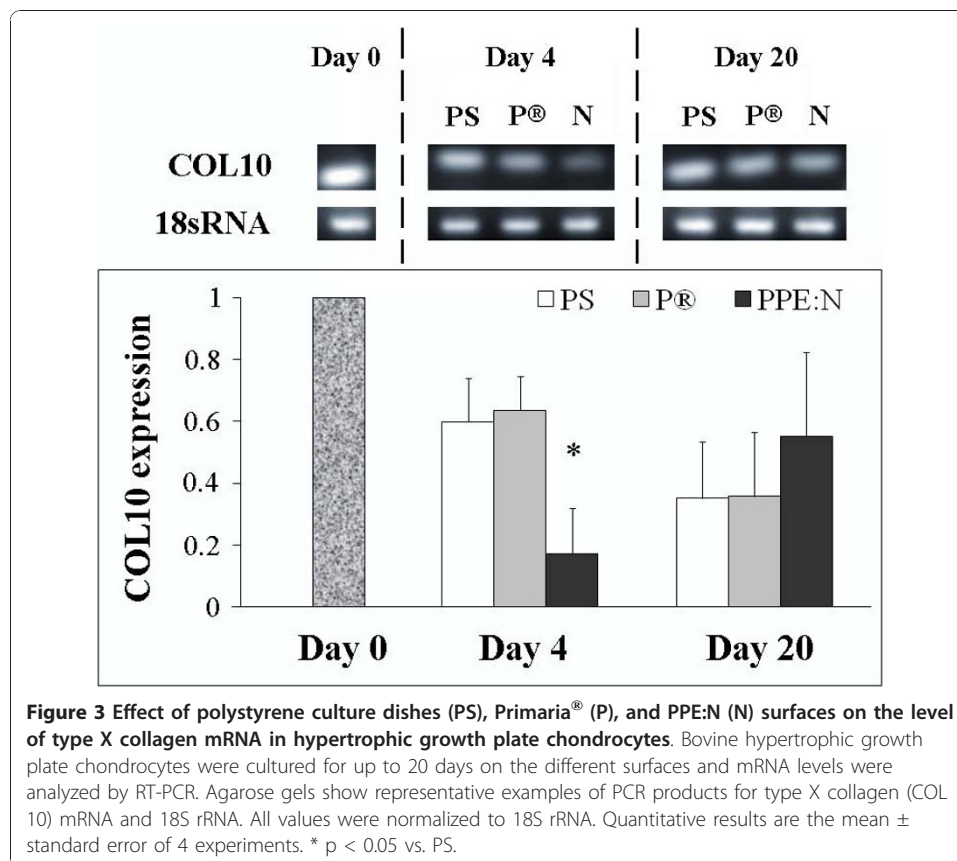 Day 0 Day 4 Day 20
PS P® N PS P® N
COL10
18sRNA
PS P® PPE:N
COL10 expression
1
0.8
0.6
0.4
0.2
0
*
Day 0 Day 4 Day 20
Figure 3 Effect of polystyrene culture dishes (PS), Primaria® (P), and PPE:N (N) surfaces on the level
of type X collagen mRNA in hypertrophic growth plate chondrocytes. Bovine hypertrophic growth
plate chondrocytes were cultured for up to 20 days on the different surfaces and mRNA levels were
analyzed by RT-PCR. Agarose gels show representative examples of PCR products for type X collagen (COL
10) mRNA and 18S rRNA. All values were normalized to 18S rRNA. Quantitative results are the mean ±
standard error of 4 experiments. * p < 0.05 vs. PS.